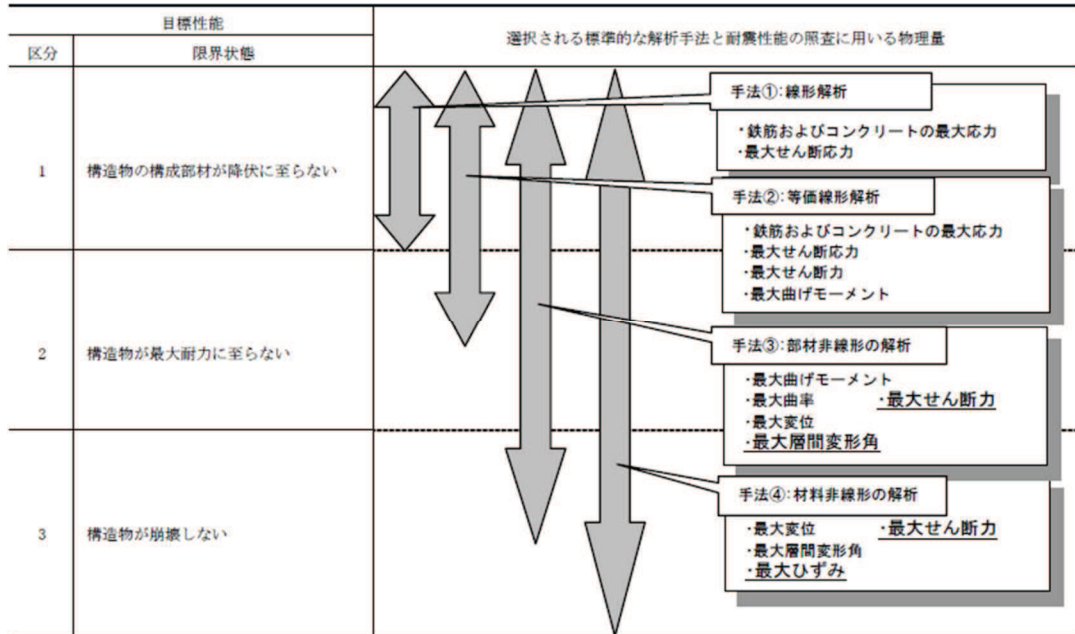 目標性能
選択される標準的な解析手法と耐震性能の照査に用いる物理量
区分
限界状態
1
構造物の構成部材が降伏に至らない
手法①:線形解析
・鉄筋およびコンクリートの最大応力
・最大せん断応力
手法②:等価線形解析
・鉄筋およびコンクリートの最大応力
・最大せん断応力
・最大せん断力
・最大曲げモーメント
2
構造物が最大耐力に至らない
手法③:部材非線形の解析
・最大曲げモーメント
・最大曲率 ・最大せん断力
・最大変位
・最大層間変形角
3
構造物が崩壊しない
手法④:材料非線形の解析
・最大変位 ・最大せん断力
・最大層間変形角
・最大ひずみ